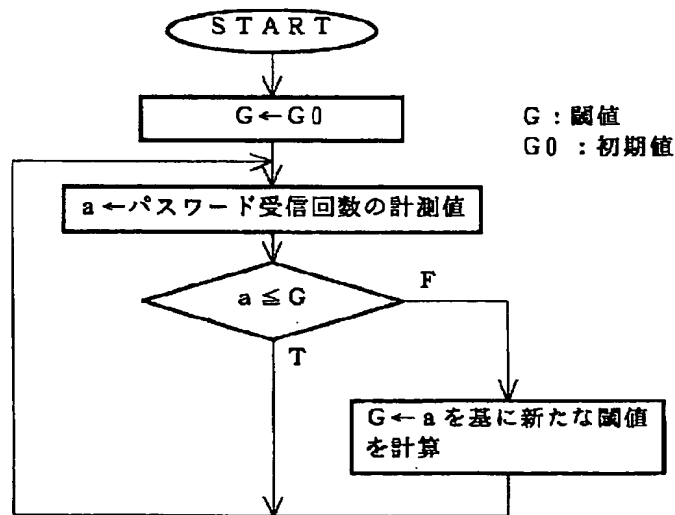 START
G←G0
G:閾値
G0:初期値
a←パスワード受信回数の計測値
a≦G
F
T
G←aを基に新たな閾値
を計算